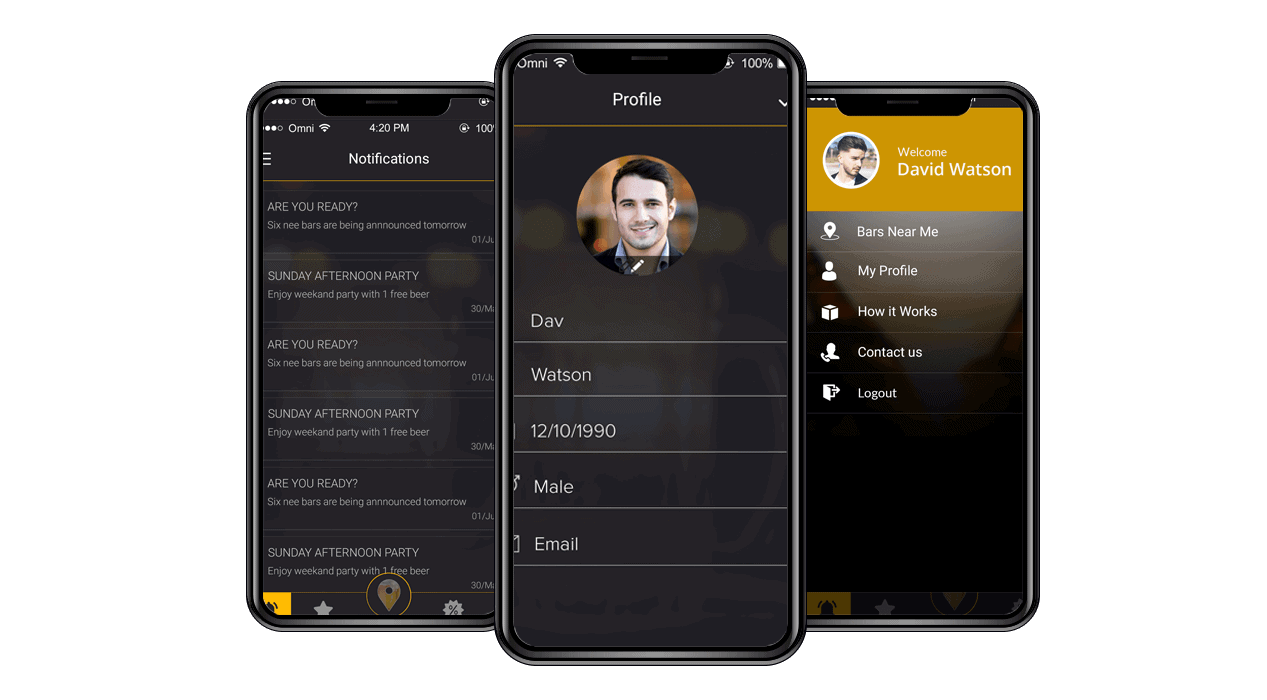 Omni
4:20 PM
100
Notifications
ARE YOU READY?
Six nee bars are being annnounced tomorrow
01/Ju
SUNDAY AFTERNOON PARTY
Enjoy weekand party with 1 free beer
30/Ma
ARE YOU READY?
Six nee bars are being annnounced tomorrow
01/Ju
SUNDAY AFTERNOON PARTY
Enjoy weekand party with 1 free beer
30/Ma
ARE YOU READY?
Six nee bars are being annnounced tomorrow
01/Ju
SUNDAY AFTERNOON PARTY
Enjoy weekand party with 1 free beer
30/Ma
Omni 100%
Profile
Dav
Watson
12/10/1990
Male
Email
Welcome
David Watson
Bars Near Me
My Profile
How it Works
Contact us
Logout